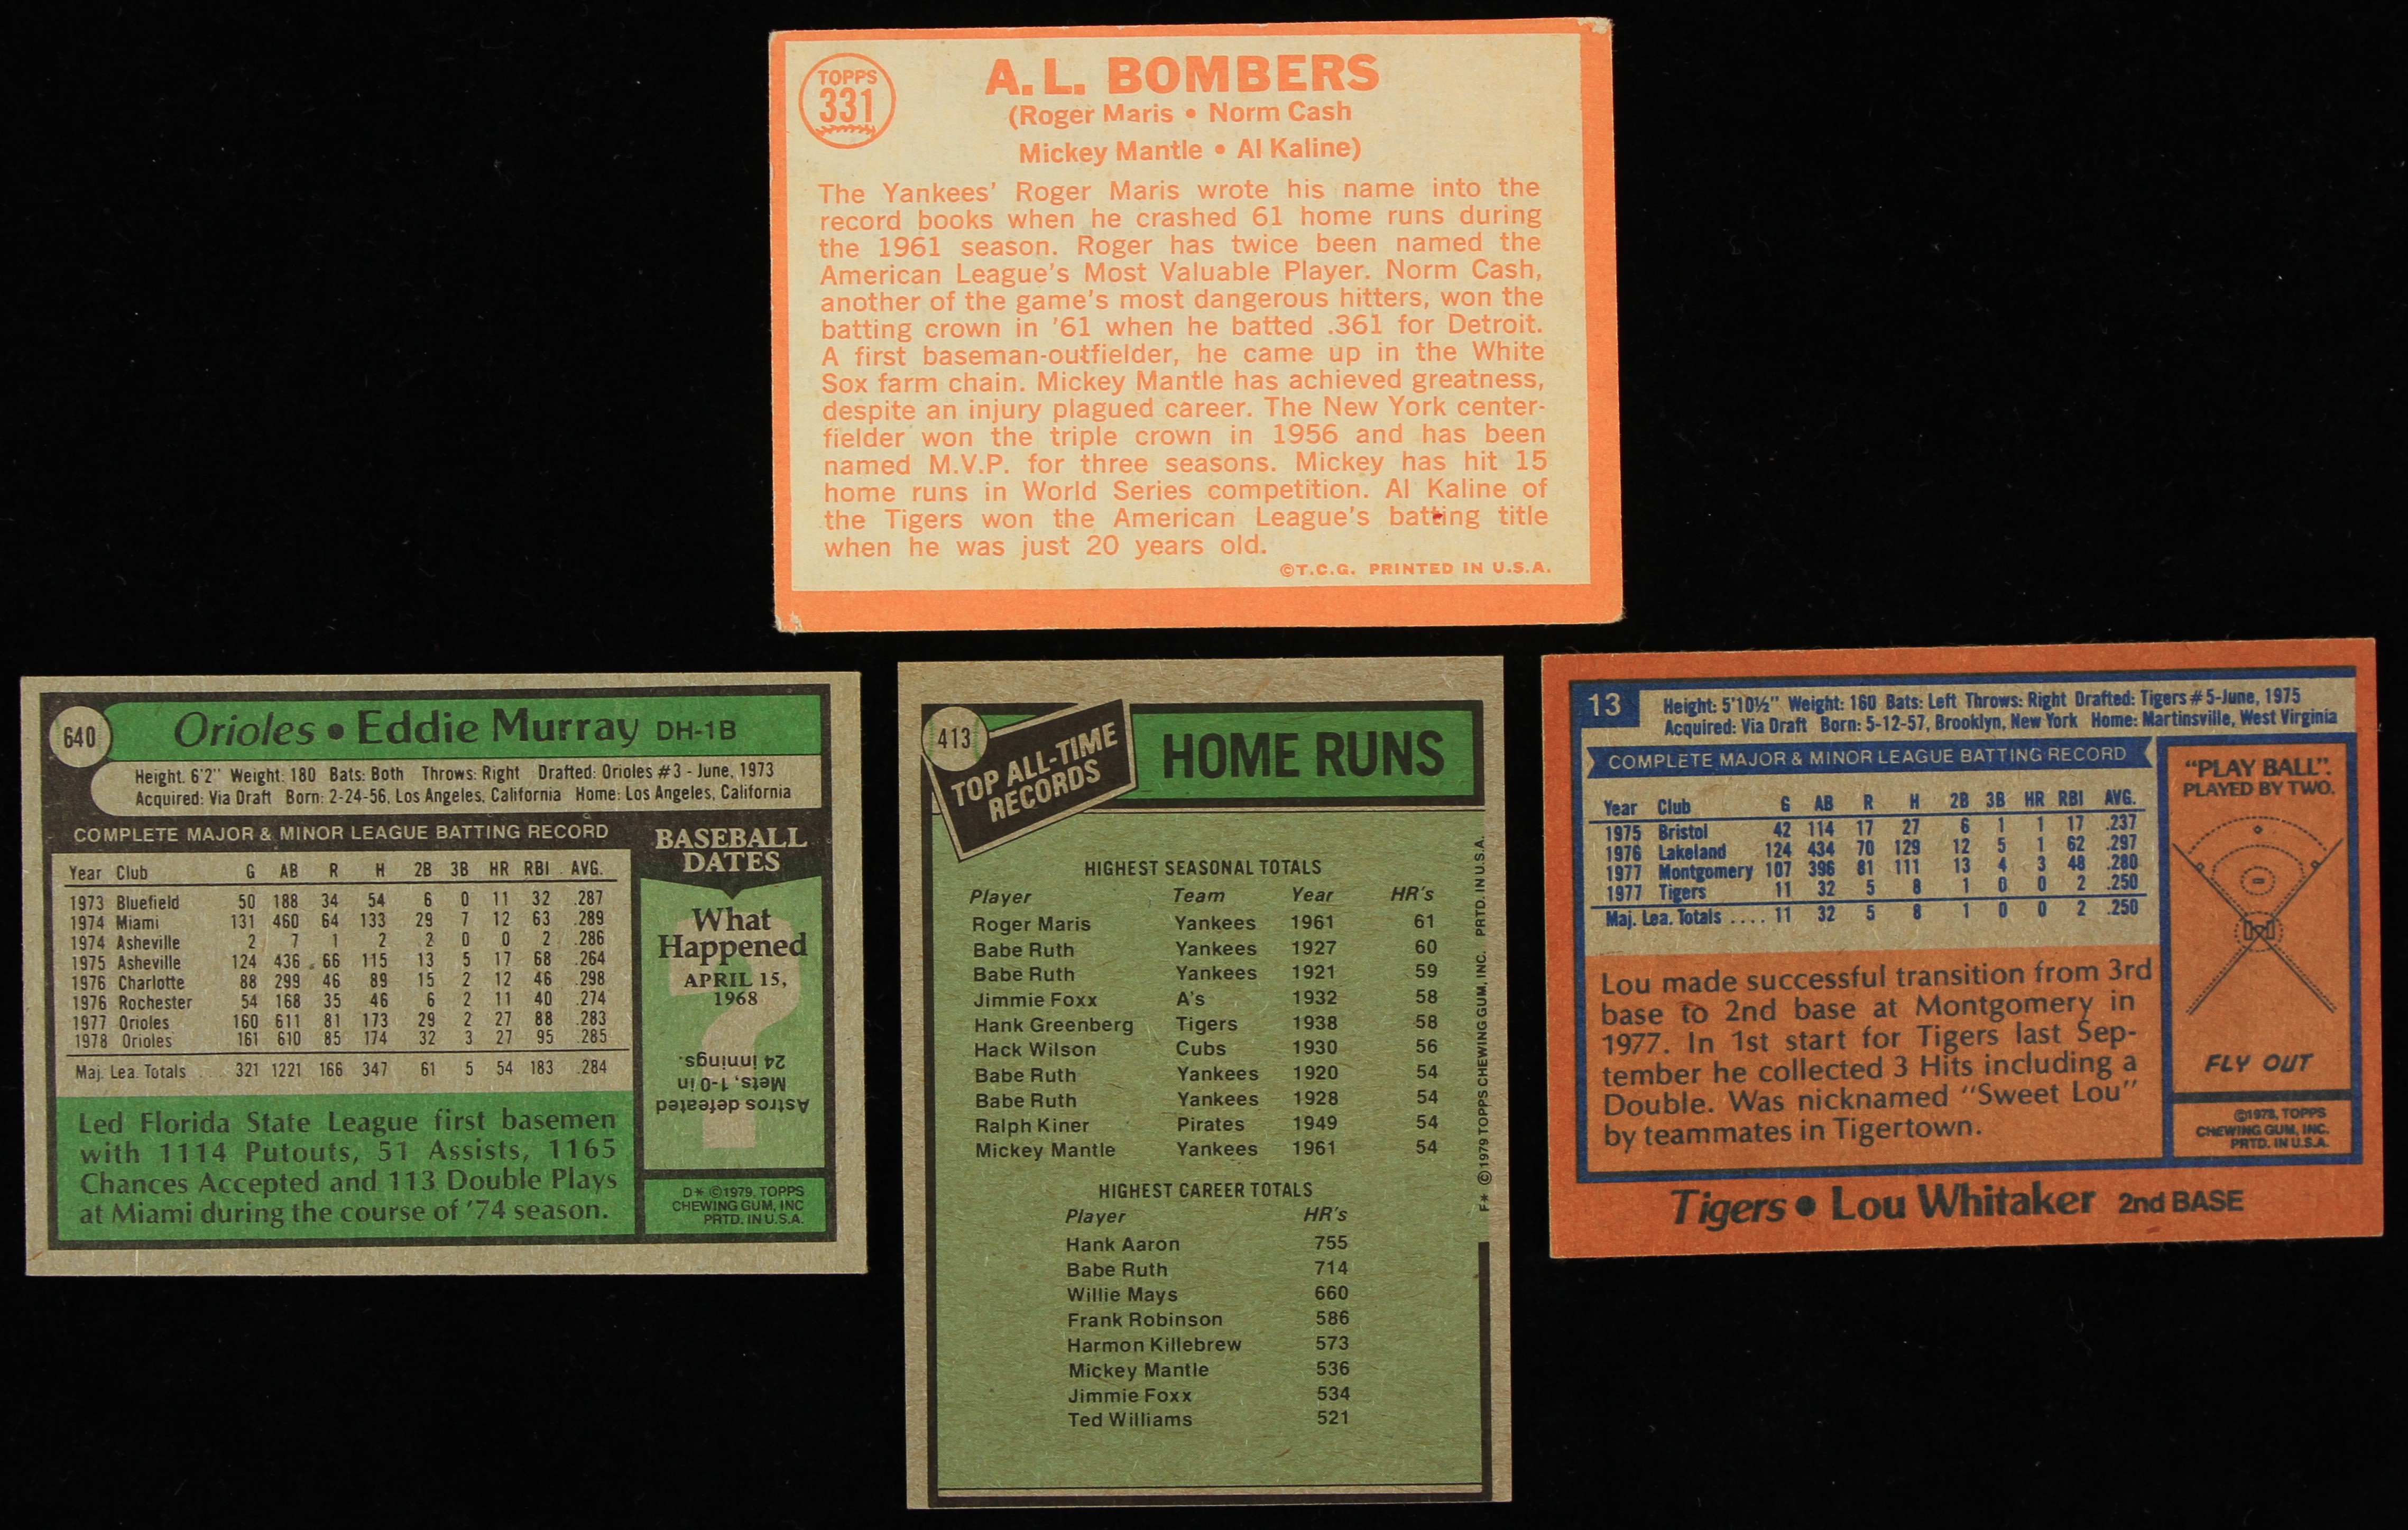 TOPPS
331
A.L. BOMBERS
(Roger Maris • Norm Cash
Mickey Mantle • Al Kaline)
The Yankees' Roger Maris wrote his name into the
record books when he crashed 61 home runs during
the 1961 season. Roger has twice been named the
American League's Most Valuable Player. Norm Cash,
another of the game's most dangerous hitters, won the
batting crown in '61 when he batted .361 for Detroit.
A first baseman-outfielder, he came up in the White
Sox farm chain. Mickey Mantle has achieved greatness,
despite an injury plagued career. The New York center-
fielder won the triple crown in 1956 and has been
named M.V.P. for three seasons. Mickey has hit 15
home runs in World Series competition. Al Kaline of
the Tigers won the American League's batting title
when he was just 20 years old.
©T.C.G. PRINTED IN U.S.A.
640
Orioles • Eddie Murray DH-1B
Height. 6'2" Weight: 180 Bats: Both Throws: Right Drafted: Orioles #3 - June, 1973
Acquired: Via Draft Born: 2-24-56, Los Angeles, California Home: Los Angeles, California
COMPLETE MAJOR & MINOR LEAGUE BATTING RECORD
Year Club G AB R H 2B 3B HR RBI AVG.
1973 Bluefield 50 188 34 54 6 0 11 32 .287
1974 Miami 131 460 64 133 29 7 12 63 .289
1974 Asheville 2 7 1 2 2 0 0 2 .286
1975 Asheville 124 436 66 115 13 5 17 68 .264
1976 Charlotte 88 299 46 89 15 2 12 46 .298
1976 Rochester 54 168 35 46 6 2 11 40 .274
1977 Orioles 160 611 81 173 29 2 27 88 .283
1978 Orioles 161 610 85 174 32 3 27 95 .285
Maj. Lea. Totals .... 321 1221 166 347 61 5 54 183 .284
Led Florida State League first basemen
with 1114 Putouts, 51 Assists, 1165
Chances Accepted and 113 Double Plays
at Miami during the course of '74 season.
BASEBALL
DATES
What
Happened
APRIL 15,
1968
Astros defeated
Mets, 1-0 in
24 innings.
D* ©1979, TOPPS
CHEWING GUM, INC
PRTD. IN U.S.A.
413
TOP ALL-TIME
RECORDS
HOME RUNS
HIGHEST SEASONAL TOTALS
Player Team Year HR's
Roger Maris Yankees 1961 61
Babe Ruth Yankees 1927 60
Babe Ruth Yankees 1921 59
Jimmie Foxx A's 1932 58
Hank Greenberg Tigers 1938 58
Hack Wilson Cubs 1930 56
Babe Ruth Yankees 1920 54
Babe Ruth Yankees 1928 54
Ralph Kiner Pirates 1949 54
Mickey Mantle Yankees 1961 54
HIGHEST CAREER TOTALS
Player HR's
Hank Aaron 755
Babe Ruth 714
Willie Mays 660
Frank Robinson 586
Harmon Killebrew 573
Mickey Mantle 536
Jimmie Foxx 534
Ted Williams 521
F* ©1979 TOPPS CHEWING GUM, INC. PRTD. IN U.S.A.
13
Height: 5'10½" Weight: 160 Bats: Left Throws: Right Drafted: Tigers #5-June, 1975
Acquired: Via Draft Born: 5-12-57, Brooklyn, New York Home: Martinsville, West Virginia
COMPLETE MAJOR & MINOR LEAGUE BATTING RECORD
Year Club G AB R H 2B 3B HR RBI AVG.
1975 Bristol 42 114 17 27 6 1 1 17 .237
1976 Lakeland 124 434 70 129 12 5 1 62 .297
1977 Montgomery 107 396 81 111 13 4 3 48 .280
1977 Tigers 11 32 5 8 1 0 0 2 .250
Maj. Lea. Totals .... 11 32 5 8 1 0 0 2 .250
Lou made successful transition from 3rd
base to 2nd base at Montgomery in
1977. In 1st start for Tigers last Sep-
tember he collected 3 Hits including a
Double. Was nicknamed "Sweet Lou"
by teammates in Tigertown.
"PLAY BALL".
PLAYED BY TWO.
FLY OUT
©1978, TOPPS
CHEWING GUM, INC.
PRTD. IN U.S.A.
Tigers • Lou Whitaker 2nd BASE